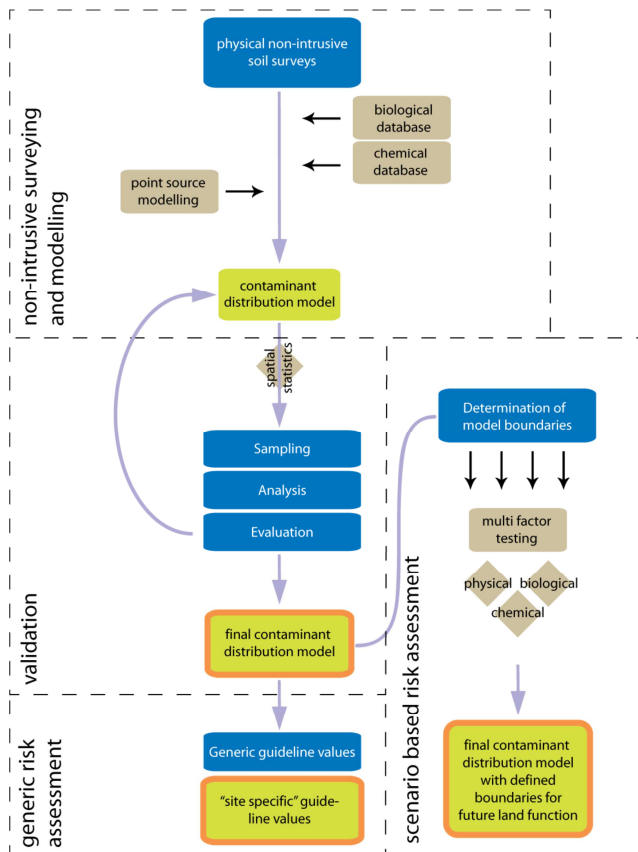 physical non-intrusive
soil surveys
biological
database
chemical
database
point source
modelling
contaminant
distribution model
non-intrusive surveying
and modelling
spatial
statistics
Sampling
Analysis
Evaluation
final contaminant
distribution model
validation
Generic guideline values
"site specific" guide-
line values
generic risk
assessment
Determination of
model boundaries
multi factor
testing
physical
biological
chemical
final contaminant
distribution model
with defined
boundaries for
future land function
scenario based risk assessment